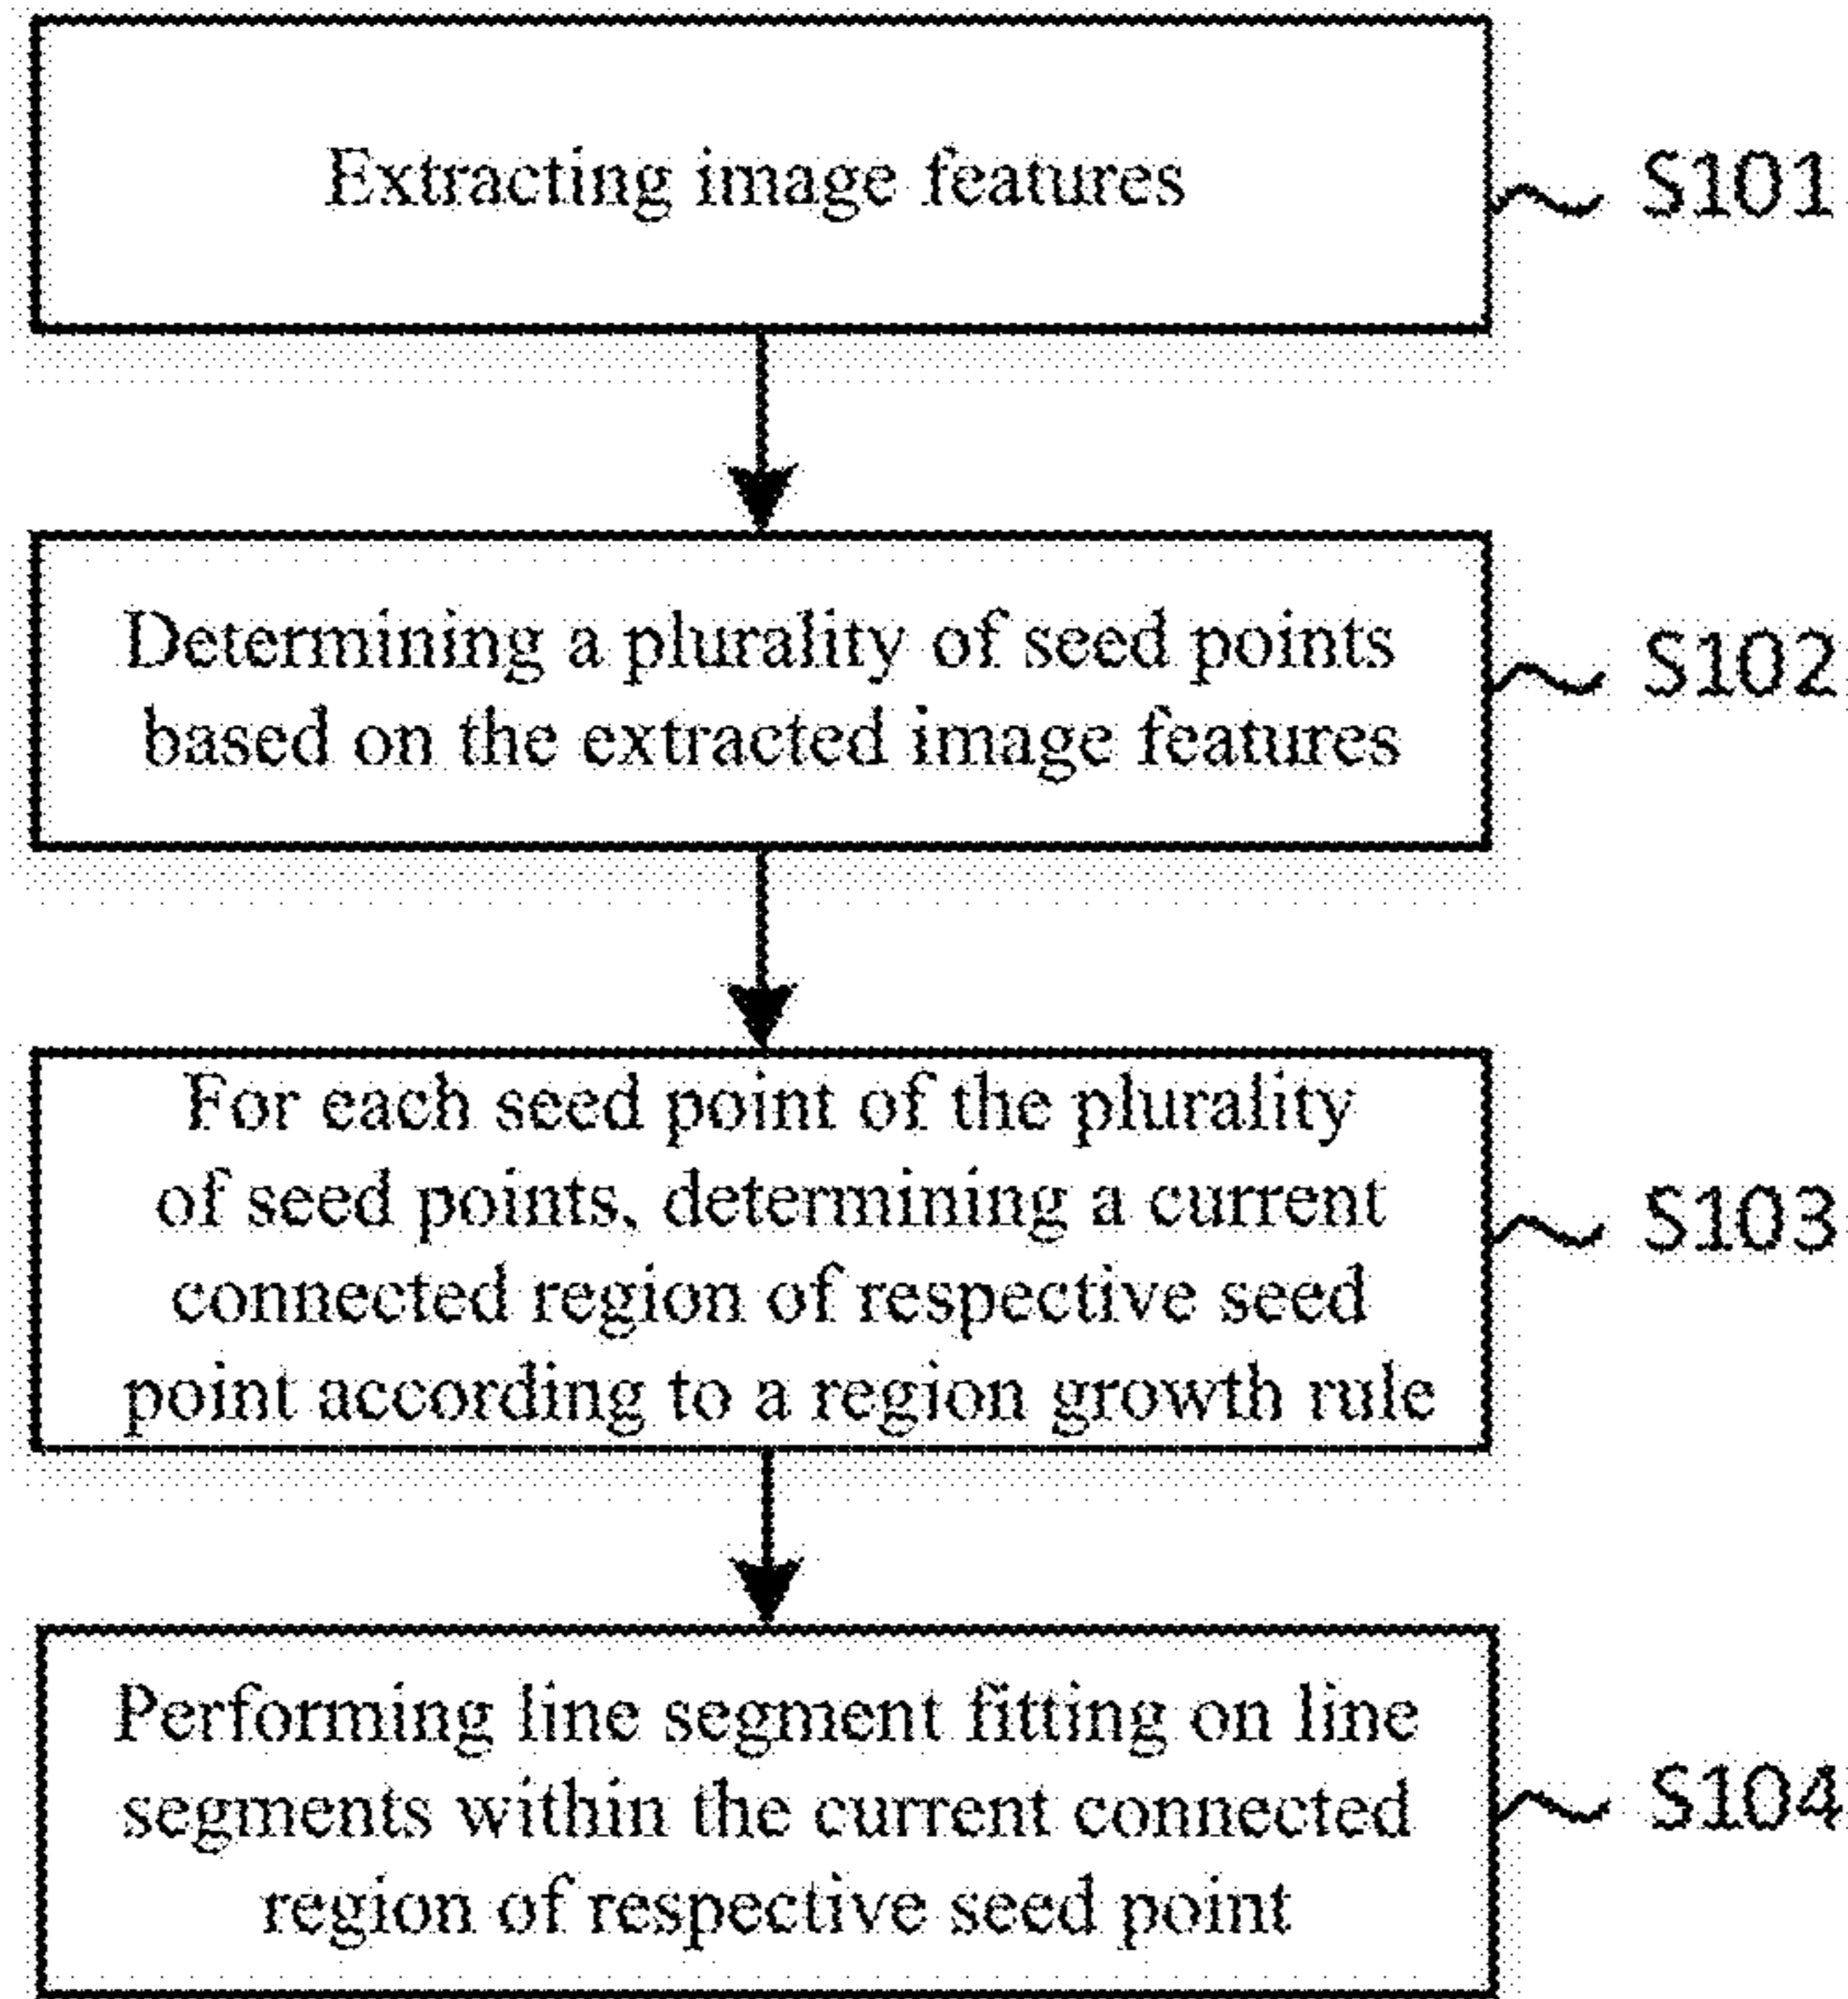 Extracting image features
S101
Determining a plurality of seed points
based on the extracted image features
S102
For each seed point of the plurality
of seed points, determining a current
connected region of respective seed
point according to a region growth rule
S103
Performing line segment fitting on line
segments within the current connected
region of respective seed point
S104